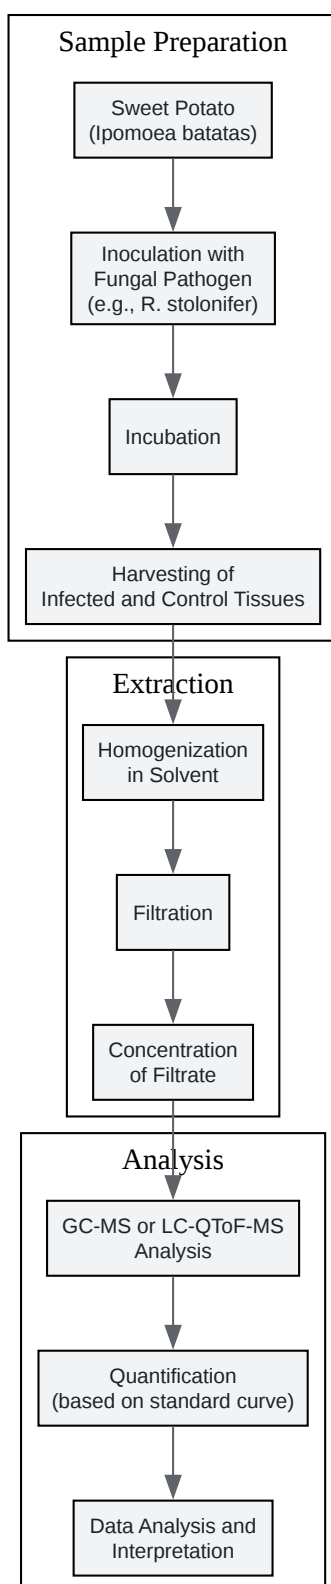 Sample Preparation
Sweet Potato
(Ipomoea batatas)
Inoculation with
Fungal Pathogen
(e.g., R. stolonifer)
Incubation
Harvesting of
Infected and Control Tissues
Extraction
Homogenization
in Solvent
Filtration
Concentration
of Filtrate
Analysis
GC-MS or LC-QToF-MS
Analysis
Quantification
(based on standard curve)
Data Analysis and
Interpretation